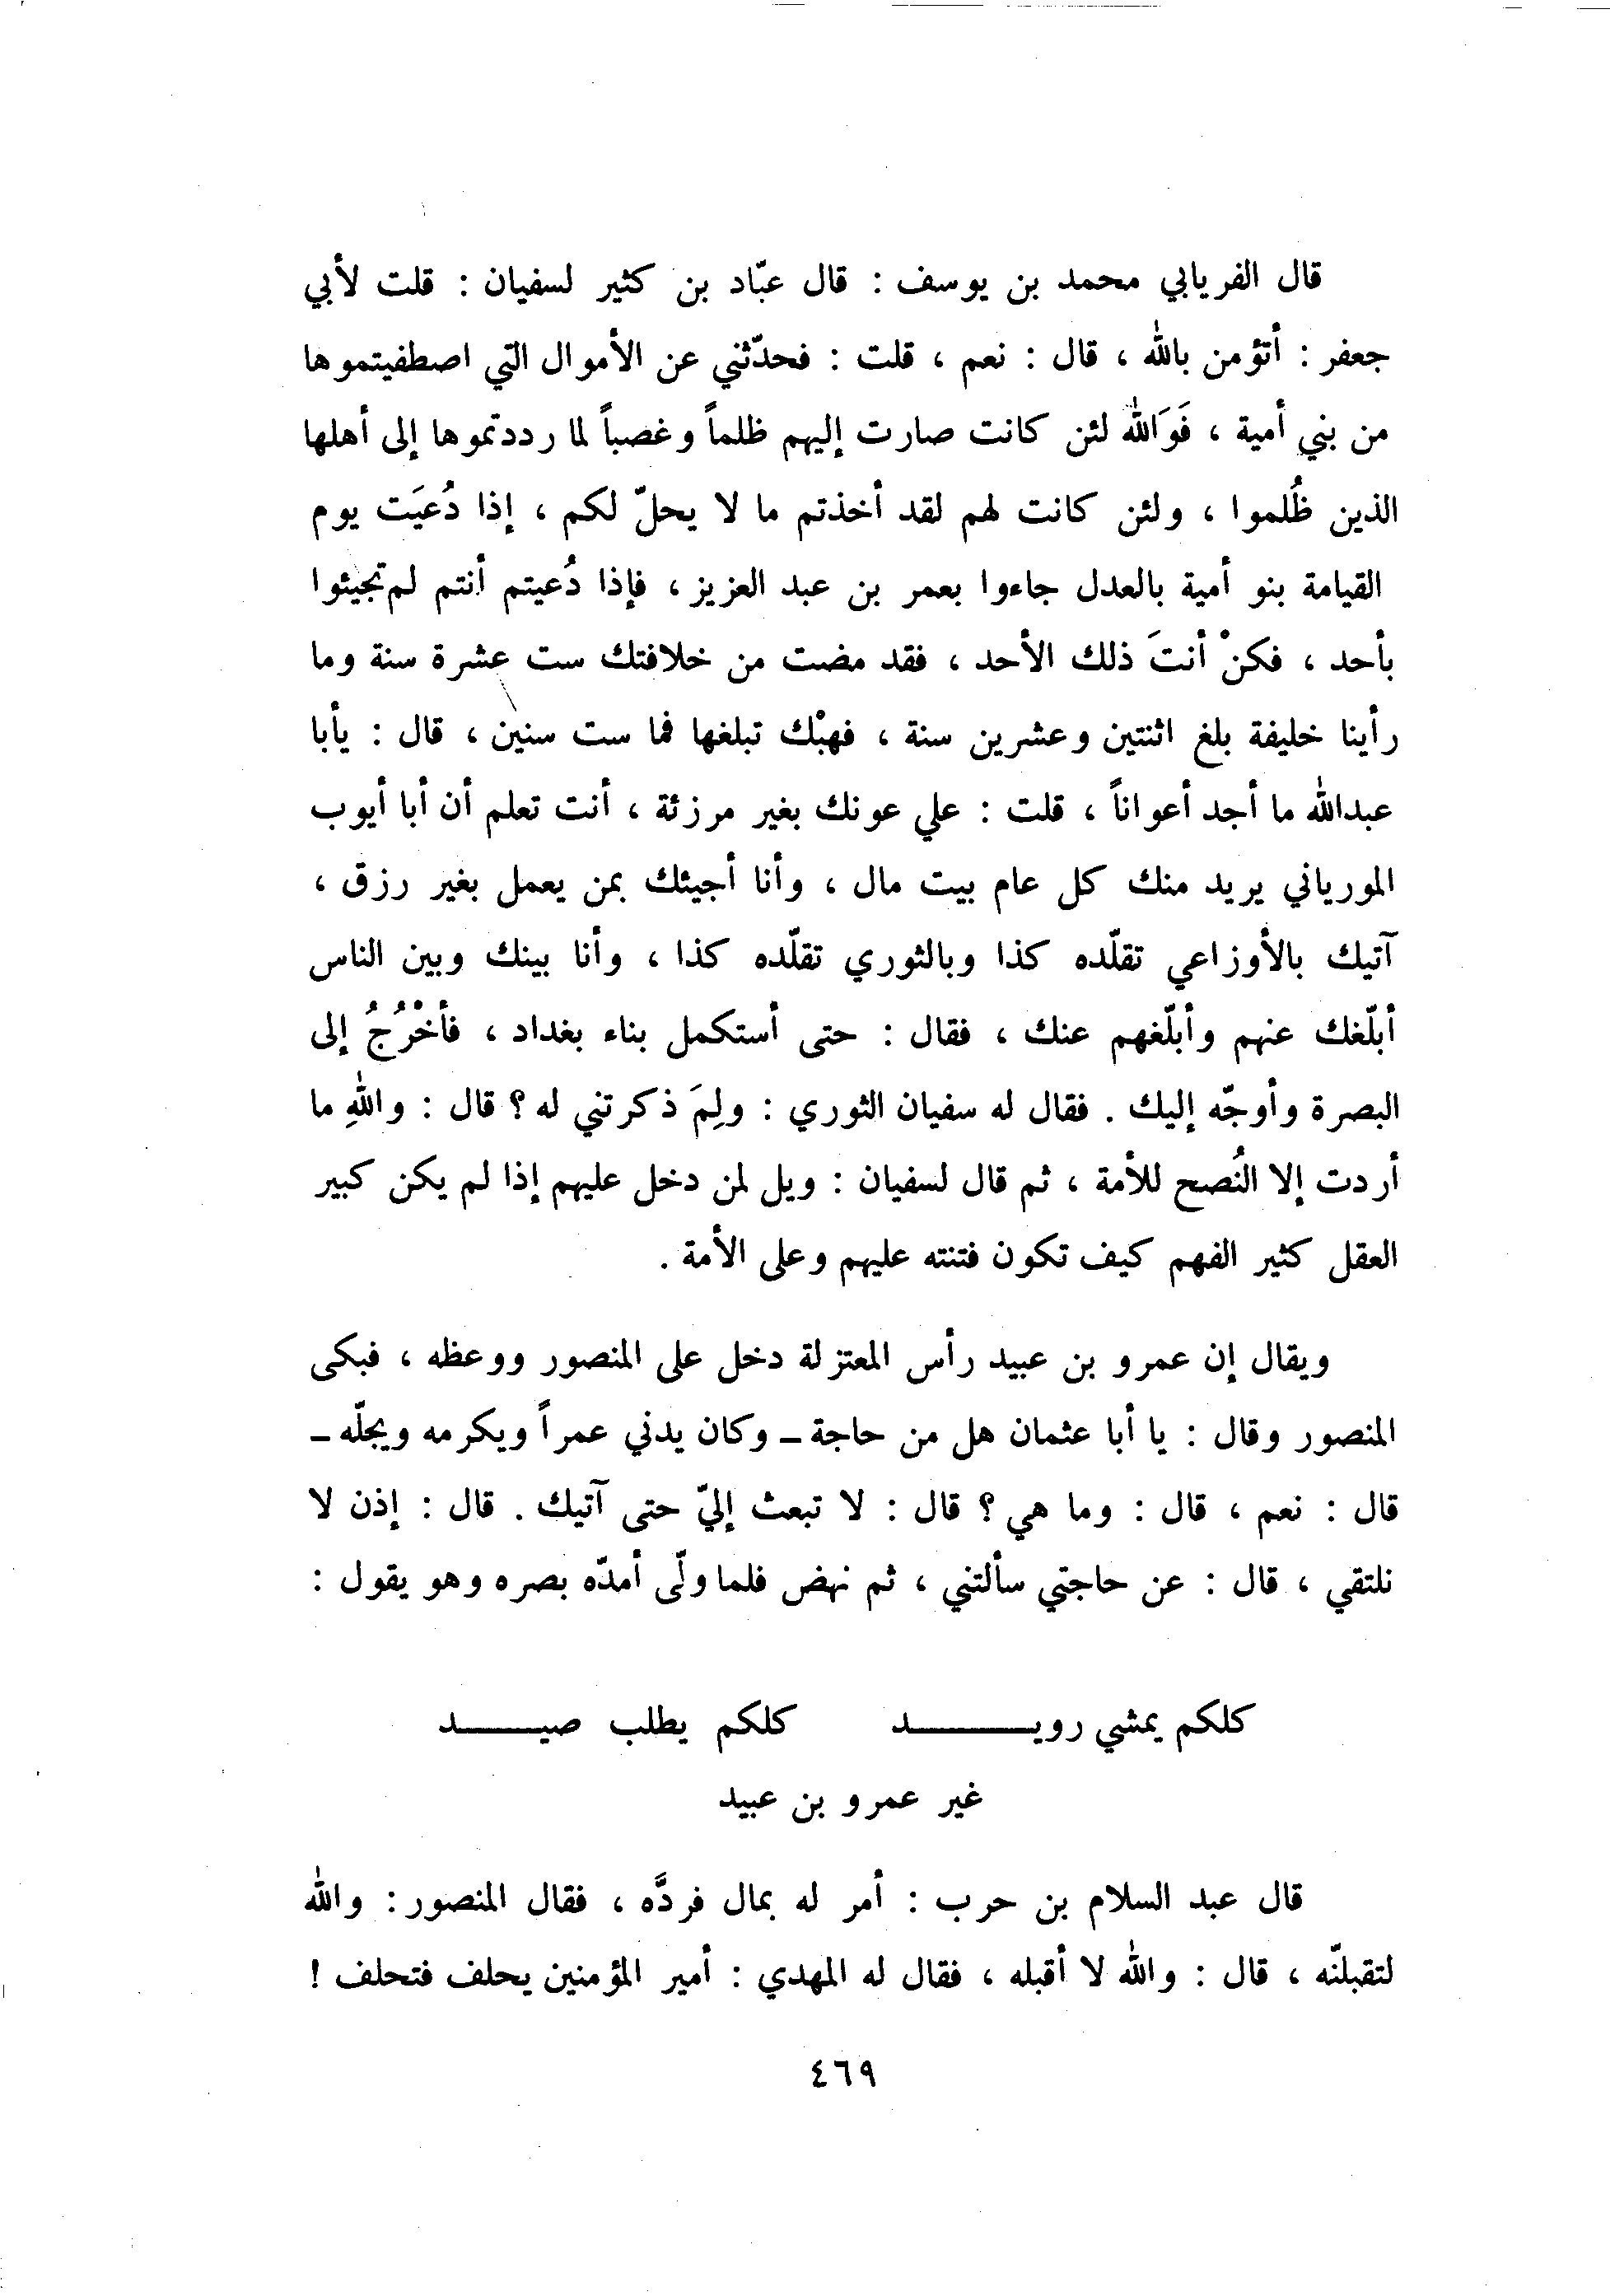 قال الفريابي محمد بن يوسف : قال عبّاد بن كثير لسفيان : قلت لأبي
جعفر : أتؤمن بالله ، قال : نعم ، قلت : فحدّثني عن الأموال التي اصطفيتموها
من بني أمية ، فَوَالله لئن كانت صارت إليهم ظلماً وغصباً لما رددتموها إلى أهلها
الذين ظُلموا ، ولئن كانت لهم لقد أخذتم ما لا يحلّ لكم ، إذا دُعيَت يوم
القيامة بنو أمية بالعدل جاءوا بعمر بن عبد العزيز ، فإذا دُعيتم أنتم لم تجيئوا
بأحد ، فكنْ أنتَ ذلك الأحد ، فقد مضت من خلافتك ست عشرة سنة وما
رأينا خليفة بلغ اثنتين وعشرين سنة ، فهبْك تبلغها فما ست سنين ، قال : يأبا
عبدالله ما أجد أعواناً ، قلت : علي عونك بغير مرزئة ، أنت تعلم أن أبا أيوب
المورياني يريد منك كل عام بيت مال ، وأنا أجيئك بمن يعمل بغير رزق ،
آتيك بالأوزاعي تقلّده كذا وبالثوري تقلّده كذا ، وأنا بينك وبين الناس
أبلّغك عنهم وأبلّغهم عنك ، فقال : حتى أستكمل بناء بغداد ، فأخْرُجُ إلى
البصرة وأوجّه إليك . فقال له سفيان الثوري : ولِمَ ذكرتني له ؟ قال : واللهِ ما
أردت إلا النُصح للأمة ، ثم قال لسفيان : ويل لمن دخل عليهم إذا لم يكن كبير
العقل كثير الفهم كيف تكون فتنته عليهم وعلى الأمة .
ويقال إن عمرو بن عبيد رأس المعتزلة دخل على المنصور ووعظه ، فبكى
المنصور وقال : يا أبا عثمان هل من حاجة ـ وكان يدني عمراً ويكرمه ويجلّه ـ
قال : نعم ، قال : وما هي ؟ قال : لا تبعث إليّ حتى آتيك . قال : إذن لا
نلتقي ، قال : عن حاجتي سألتني ، ثم نهض فلما ولّى أمدّه بصره وهو يقول :
كلكم يمشي رويـــــد كلكم يطلب صيـــــد
غير عمرو بن عبيد
قال عبد السلام بن حرب : أمر له بمال فردَّه ، فقال المنصور : والله
لتقبلنّه ، قال : والله لا أقبله ، فقال له المهدي : أمير المؤمنين يحلف فتحلف !
٤٦٩